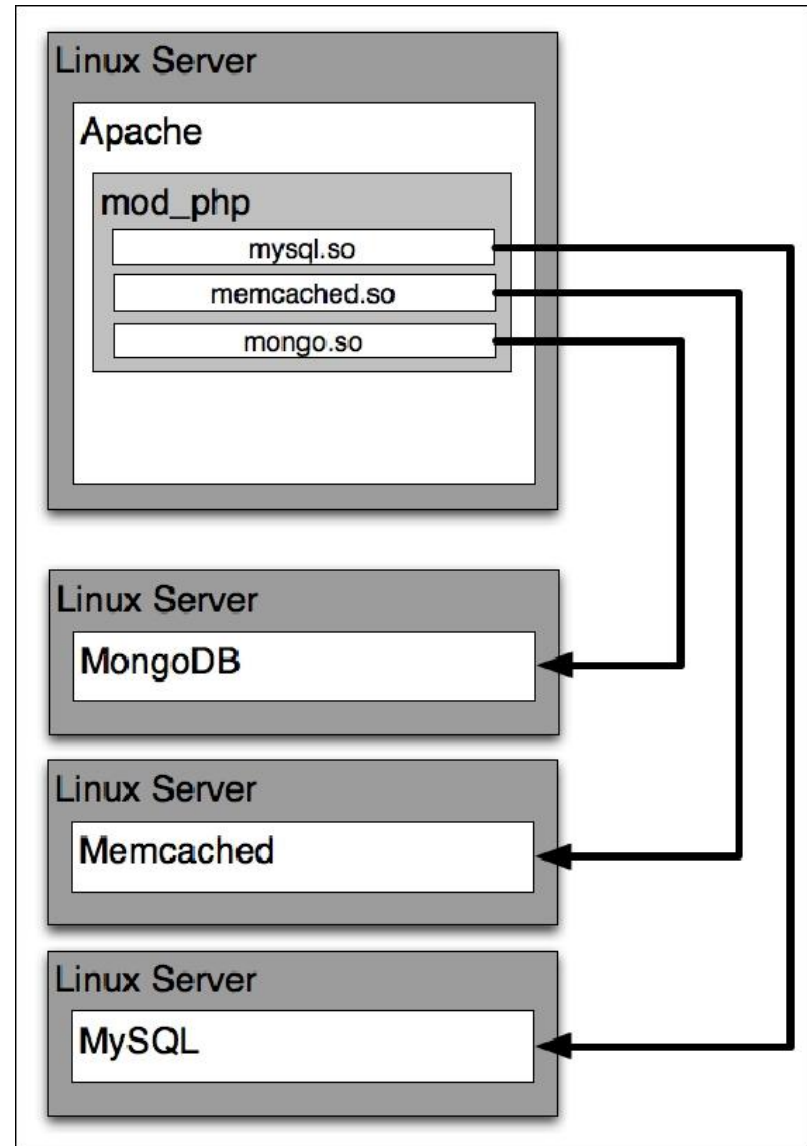 Linux Server
Apache
mod_php
mysql.so
memcached.so
mongo.so
Linux Server
MongoDB
Linux Server
Memcached
Linux Server
MySQL